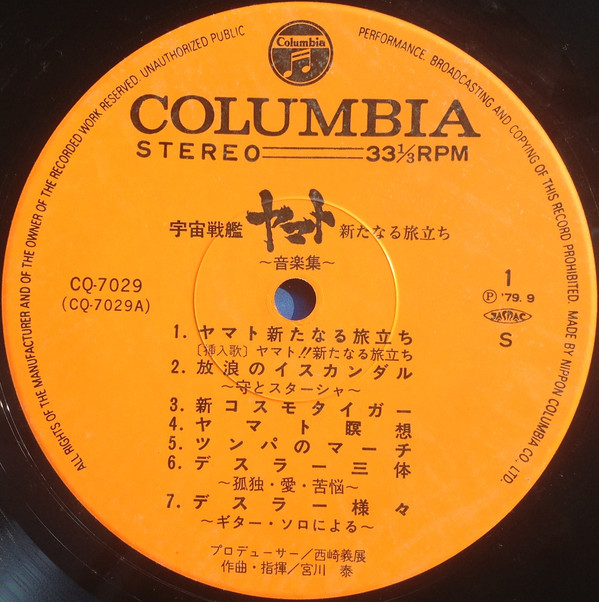 ALL RIGHTS OF THE MANUFACTURER AND OF THE OWNER OF THE RECORDED WORK RESERVED. UNAUTHORIZED PUBLIC PERFORMANCE, BROADCASTING AND COPYING OF THIS RECORD PROHIBITED. MADE BY NIPPON COLUMBIA CO., LTD.
Columbia
COLUMBIA
STEREO 33⅓RPM
宇宙戦艦 ヤマト 新たなる旅立ち
〜音楽集〜
CQ-7029
(CQ-7029A)
1
Ⓟ '79. 9
JASRAC
S
1. ヤマト新たなる旅立ち
〔挿入歌〕ヤマト!!新たなる旅立ち
2. 放浪のイスカンダル
〜守とスターシャ〜
3. 新コスモタイガー
4. ヤマト瞑想
5. ツンパのマーチ
6. デスラー三体
〜孤独・愛・苦悩〜
7. デスラー様々
〜ギター・ソロによる〜
プロデューサー/西崎義展
作曲・指揮/宮川 泰